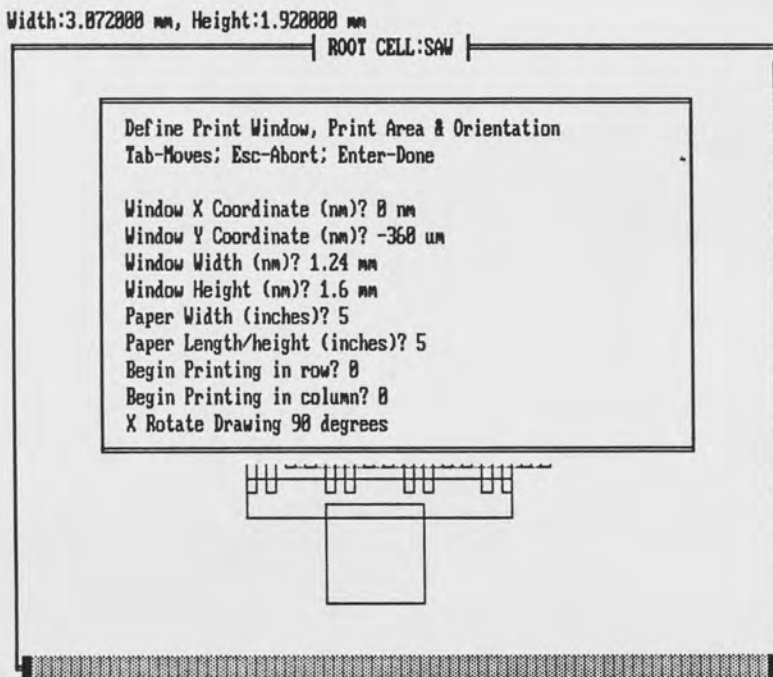 Width:3.072000 mm, Height:1.920000 mm
ROOT CELL:SAW
Define Print Window, Print Area & Orientation
Tab-Moves; Esc-Abort; Enter-Done
Window X Coordinate (nm)? 0 nm
Window Y Coordinate (nm)? -360 um
Window Width (nm)? 1.24 mm
Window Height (nm)? 1.6 mm
Paper Width (inches)? 5
Paper Length/height (inches)? 5
Begin Printing in row? 0
Begin Printing in column? 0
X Rotate Drawing 90 degrees